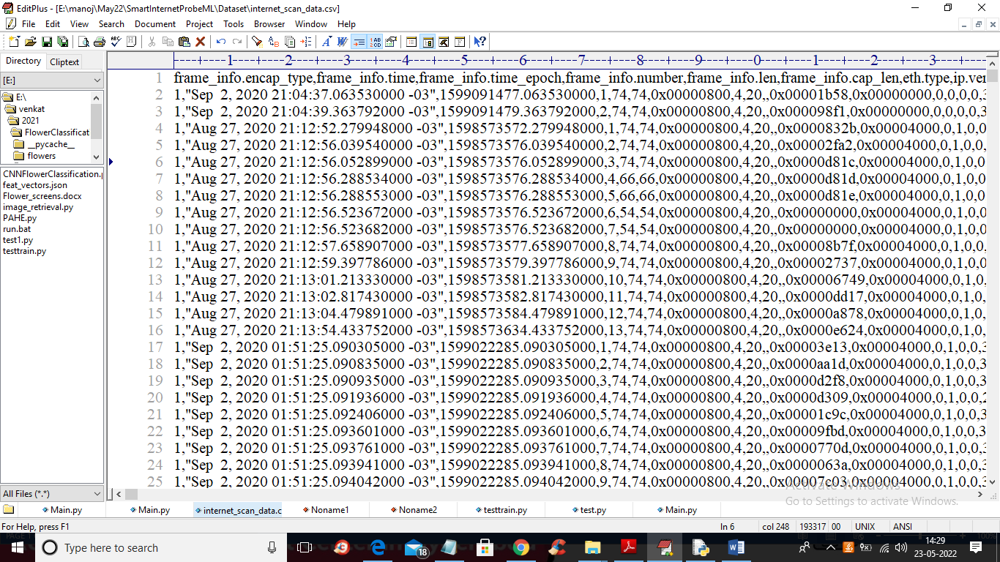 EditPlus - [E:\manoj\May22\SmartInternetProbeML\Dataset\internet_scan_data.csv]
File Edit View Search Document Project Tools Browser Window Help
Directory Cliptext
[E:]
E:\
venkat
2021
FlowerClassificat
__pycache__
flowers
CNNFlowerClassification.p
feat_vectors.json
Flower_screens.docx
image_retrieval.py
PAHE.py
run.bat
test1.py
testtrain.py
All Files (*.*)
----+----1----+----2----+----3----+----4----+----5----+----6----+----7----+----8----+----9----+----0----+----1----+----2----+----3----+
1 frame_info.encap_type,frame_info.time,frame_info.time_epoch,frame_info.number,frame_info.len,frame_info.cap_len,eth.type,ip.ver
2 1,"Sep  2, 2020 21:04:37.063530000 -03",1599091477.063530000,1,74,74,0x00000800,4,20,,0x00001b58,0x00000000,0,0,0,3
3 1,"Sep  2, 2020 21:04:39.363792000 -03",1599091479.363792000,2,74,74,0x00000800,4,20,,0x000098f1,0x00000000,0,0,0,3
4 1,"Aug 27, 2020 21:12:52.279948000 -03",1598573572.279948000,1,74,74,0x00000800,4,20,,0x0000832b,0x00004000,0,1,0,0
5 1,"Aug 27, 2020 21:12:56.039540000 -03",1598573576.039540000,2,74,74,0x00000800,4,20,,0x00002fa2,0x00004000,0,1,0,0
6 1,"Aug 27, 2020 21:12:56.052899000 -03",1598573576.052899000,3,74,74,0x00000800,4,20,,0x0000d81c,0x00004000,0,1,0,0
7 1,"Aug 27, 2020 21:12:56.288534000 -03",1598573576.288534000,4,66,66,0x00000800,4,20,,0x0000d81d,0x00004000,0,1,0,0
8 1,"Aug 27, 2020 21:12:56.288553000 -03",1598573576.288553000,5,66,66,0x00000800,4,20,,0x0000d81e,0x00004000,0,1,0,0
9 1,"Aug 27, 2020 21:12:56.523672000 -03",1598573576.523672000,6,54,54,0x00000800,4,20,,0x00000000,0x00004000,0,1,0,0
10 1,"Aug 27, 2020 21:12:56.523682000 -03",1598573576.523682000,7,54,54,0x00000800,4,20,,0x00000000,0x00004000,0,1,0,0
11 1,"Aug 27, 2020 21:12:57.658907000 -03",1598573577.658907000,8,74,74,0x00000800,4,20,,0x00008b7f,0x00004000,0,1,0,0
12 1,"Aug 27, 2020 21:12:59.397786000 -03",1598573579.397786000,9,74,74,0x00000800,4,20,,0x00002737,0x00004000,0,1,0,0
13 1,"Aug 27, 2020 21:13:01.213330000 -03",1598573581.213330000,10,74,74,0x00000800,4,20,,0x00006749,0x00004000,0,1,0,
14 1,"Aug 27, 2020 21:13:02.817430000 -03",1598573582.817430000,11,74,74,0x00000800,4,20,,0x0000dd17,0x00004000,0,1,0,
15 1,"Aug 27, 2020 21:13:04.479891000 -03",1598573584.479891000,12,74,74,0x00000800,4,20,,0x0000a878,0x00004000,0,1,0,
16 1,"Aug 27, 2020 21:13:54.433752000 -03",1598573634.433752000,13,74,74,0x00000800,4,20,,0x0000e624,0x00004000,0,1,0,
17 1,"Sep  2, 2020 01:51:25.090305000 -03",1599022285.090305000,1,74,74,0x00000800,4,20,,0x00003e13,0x00004000,0,1,0,0,3
18 1,"Sep  2, 2020 01:51:25.090835000 -03",1599022285.090835000,2,74,74,0x00000800,4,20,,0x0000aa1d,0x00004000,0,1,0,0,3
19 1,"Sep  2, 2020 01:51:25.090935000 -03",1599022285.090935000,3,74,74,0x00000800,4,20,,0x0000d2f8,0x00004000,0,1,0,0,3
20 1,"Sep  2, 2020 01:51:25.091936000 -03",1599022285.091936000,4,74,74,0x00000800,4,20,,0x0000d309,0x00004000,0,1,0,0,2
21 1,"Sep  2, 2020 01:51:25.092406000 -03",1599022285.092406000,5,74,74,0x00000800,4,20,,0x00001c9c,0x00004000,0,1,0,0,3
22 1,"Sep  2, 2020 01:51:25.093601000 -03",1599022285.093601000,6,74,74,0x00000800,4,20,,0x00009fbd,0x00004000,0,1,0,0,3
23 1,"Sep  2, 2020 01:51:25.093761000 -03",1599022285.093761000,7,74,74,0x00000800,4,20,,0x0000770d,0x00004000,0,1,0,0,3
24 1,"Sep  2, 2020 01:51:25.093941000 -03",1599022285.093941000,8,74,74,0x00000800,4,20,,0x0000063a,0x00004000,0,1,0,0,3
25 1,"Sep  2, 2020 01:51:25.094042000 -03",1599022285.094042000,9,74,74,0x00000800,4,20,,0x00007c03,0x00004000,0,1,0,0,3
Activate Windows
Go to Settings to activate Windows.
Main.py Main.py internet_scan_data.c Noname1 Noname2 testtrain.py test.py Main.py
For Help, press F1 ln 6 col 248 193317 00 UNIX ANSI
Type here to search 18 14:29
23-05-2022